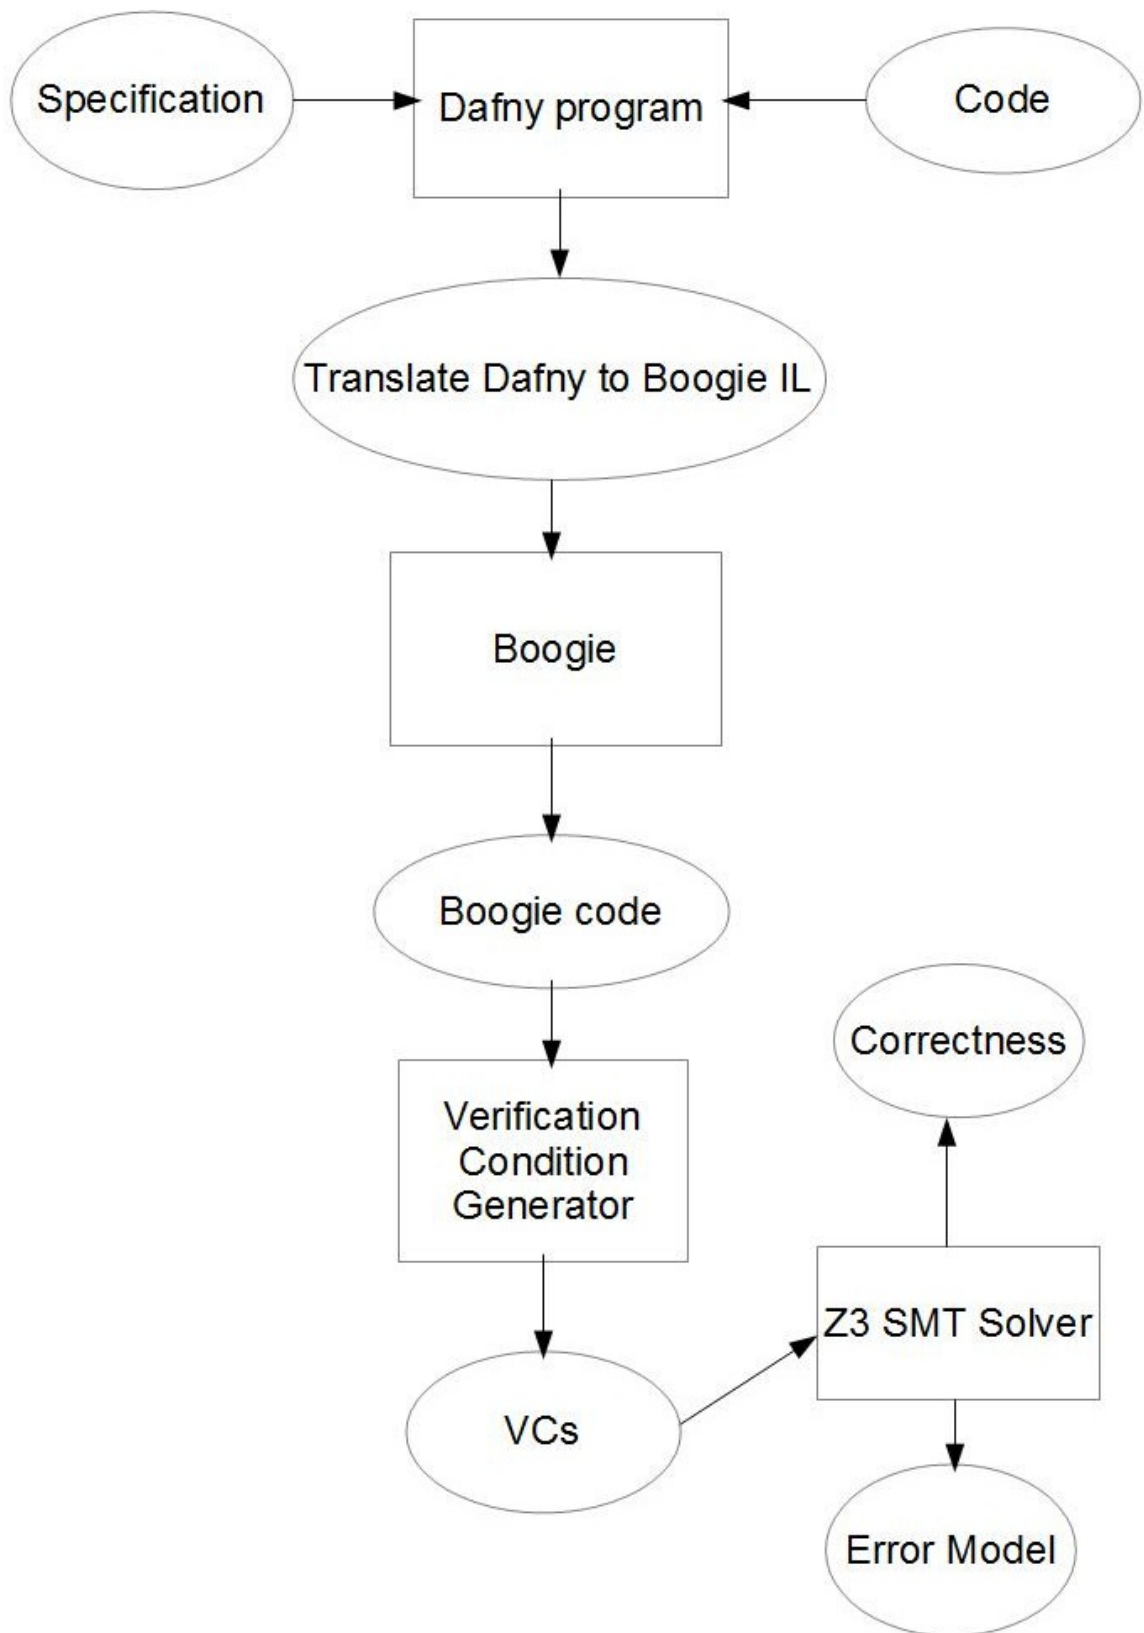 Specification
Dafny program
Code
Translate Dafny to Boogie IL
Boogie
Boogie code
Correctness
Verification
Condition
Generator
Z3 SMT Solver
VCs
Error Model